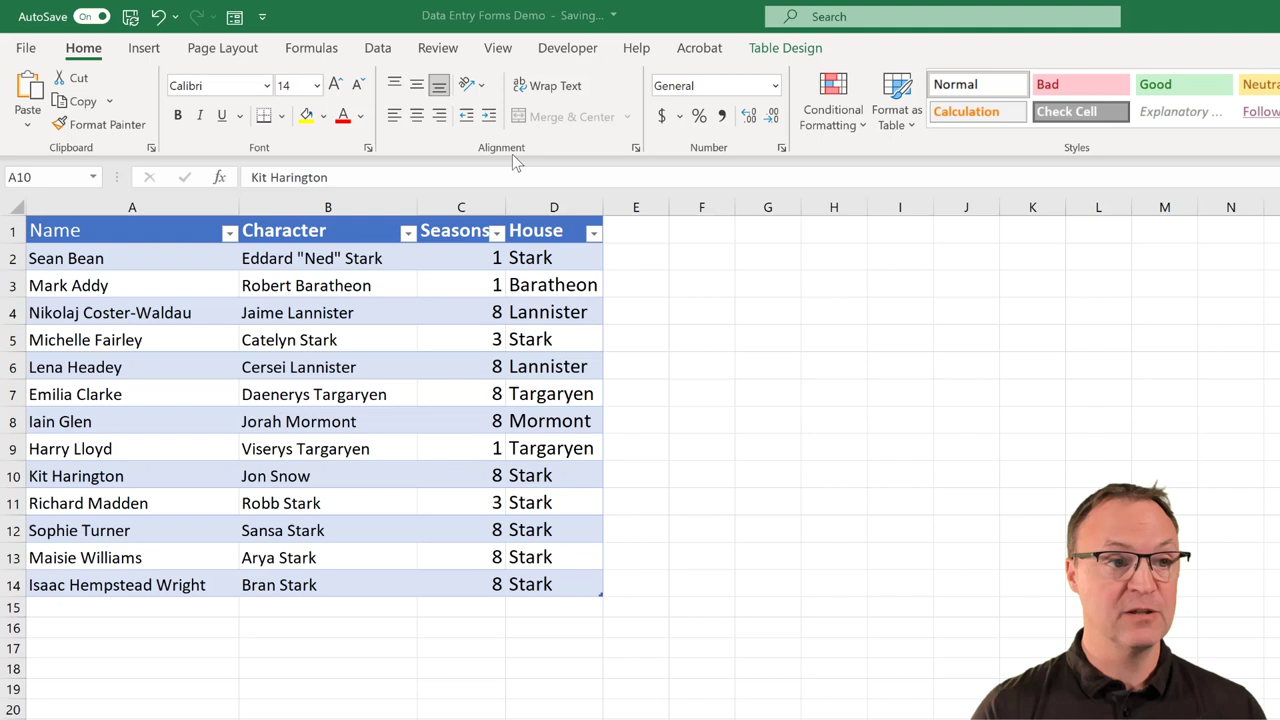 AutoSave On Data Entry Forms Demo - Saving... Search
File Home Insert Page Layout Formulas Data Review View Developer Help Acrobat Table Design
Paste Cut Copy Format Painter
Clipboard
Calibri 14
B I U A
Font
Wrap Text
Merge & Center
Alignment
General
$ % ,
Number
Conditional Formatting
Format as Table
Normal Bad Good Neutra
Calculation Check Cell Explanatory ... Follow
Styles
A10 fx Kit Harington
A B C D E F G H I J K L M N
1 Name Character Seasons House
2 Sean Bean Eddard "Ned" Stark 1 Stark
3 Mark Addy Robert Baratheon 1 Baratheon
4 Nikolaj Coster-Waldau Jaime Lannister 8 Lannister
5 Michelle Fairley Catelyn Stark 3 Stark
6 Lena Headey Cersei Lannister 8 Lannister
7 Emilia Clarke Daenerys Targaryen 8 Targaryen
8 Iain Glen Jorah Mormont 8 Mormont
9 Harry Lloyd Viserys Targaryen 1 Targaryen
10 Kit Harington Jon Snow 8 Stark
11 Richard Madden Robb Stark 3 Stark
12 Sophie Turner Sansa Stark 8 Stark
13 Maisie Williams Arya Stark 8 Stark
14 Isaac Hempstead Wright Bran Stark 8 Stark
15
16
17
18
19
20